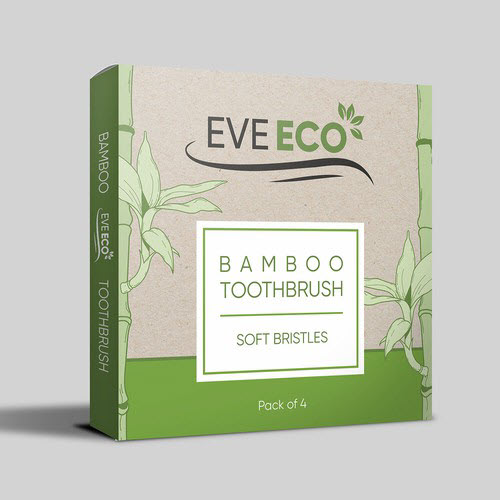 EVE ECO
BAMBOO
TOOTHBRUSH
SOFT BRISTLES
Pack of 4
BAMBOO
EVE ECO
TOOTHBRUSH